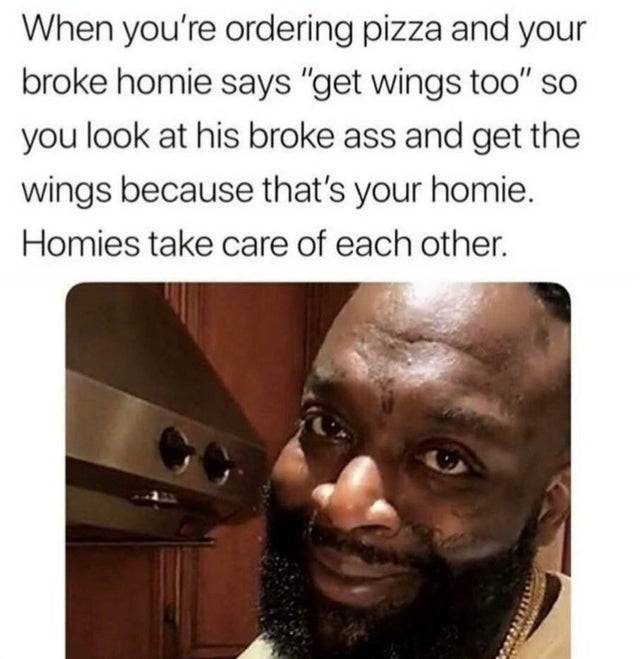 When you're ordering pizza and your
broke homie says "get wings too" so
you look at his broke ass and get the
wings because that's your homie.
Homies take care of each other.